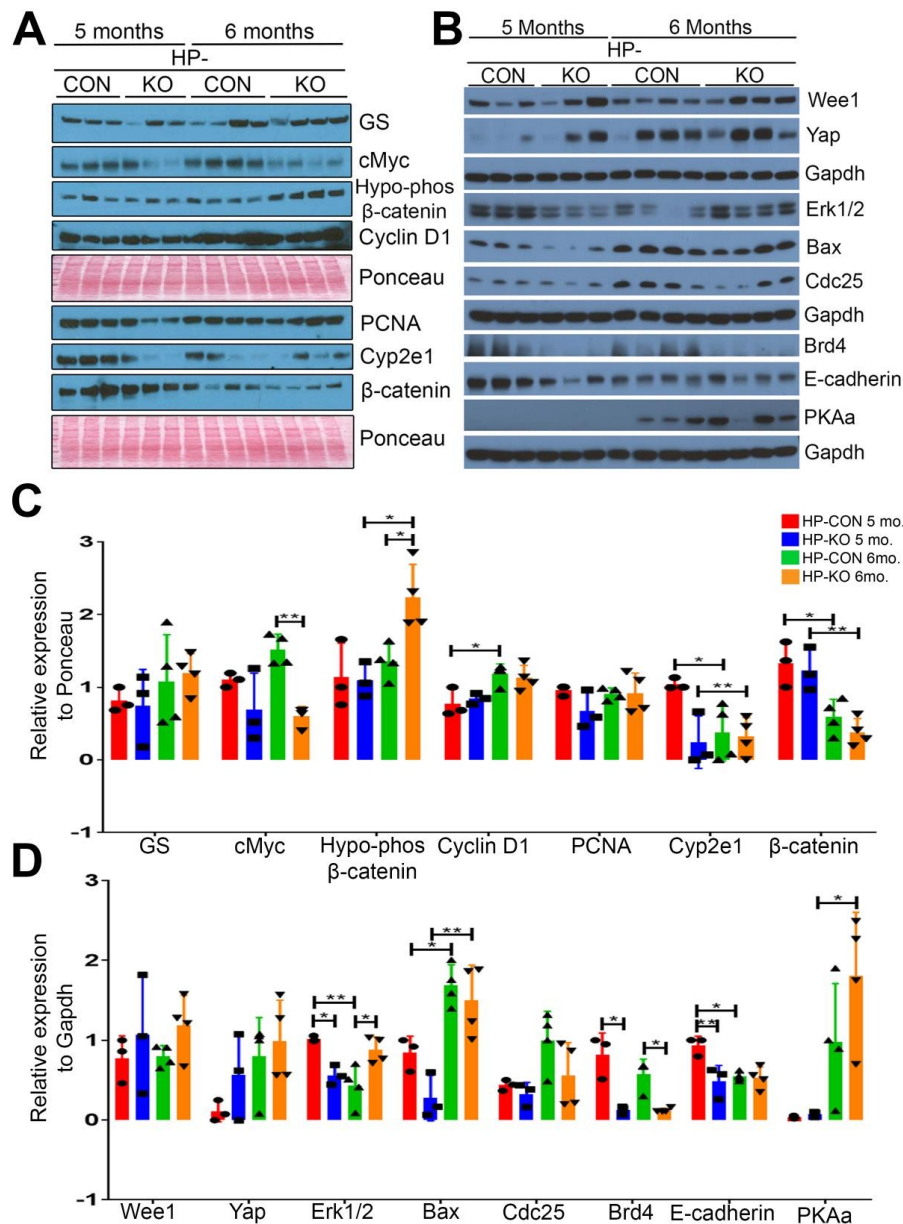 A
5 months 6 months
HP-
CON KO CON KO
GS
cMyc
Hypo-phos
β-catenin
Cyclin D1
Ponceau
PCNA
Cyp2e1
β-catenin
Ponceau
B
5 Months 6 Months
HP-
CON KO CON KO
Wee1
Yap
Gapdh
Erk1/2
Bax
Cdc25
Gapdh
Brd4
E-cadherin
PKAa
Gapdh
C
Relative expression
to Ponceau
3
2
1
0
-1
* * ** * * ** * **
HP-CON 5 mo.
HP-KO 5 mo.
HP-CON 6mo.
HP-KO 6mo.
GS cMyc Hypo-phos
β-catenin Cyclin D1 PCNA Cyp2e1 β-catenin
D
Relative expression
to Gapdh
3
2
1
0
-1
** * * ** * * * * ** *
Wee1 Yap Erk1/2 Bax Cdc25 Brd4 E-cadherin PKAa